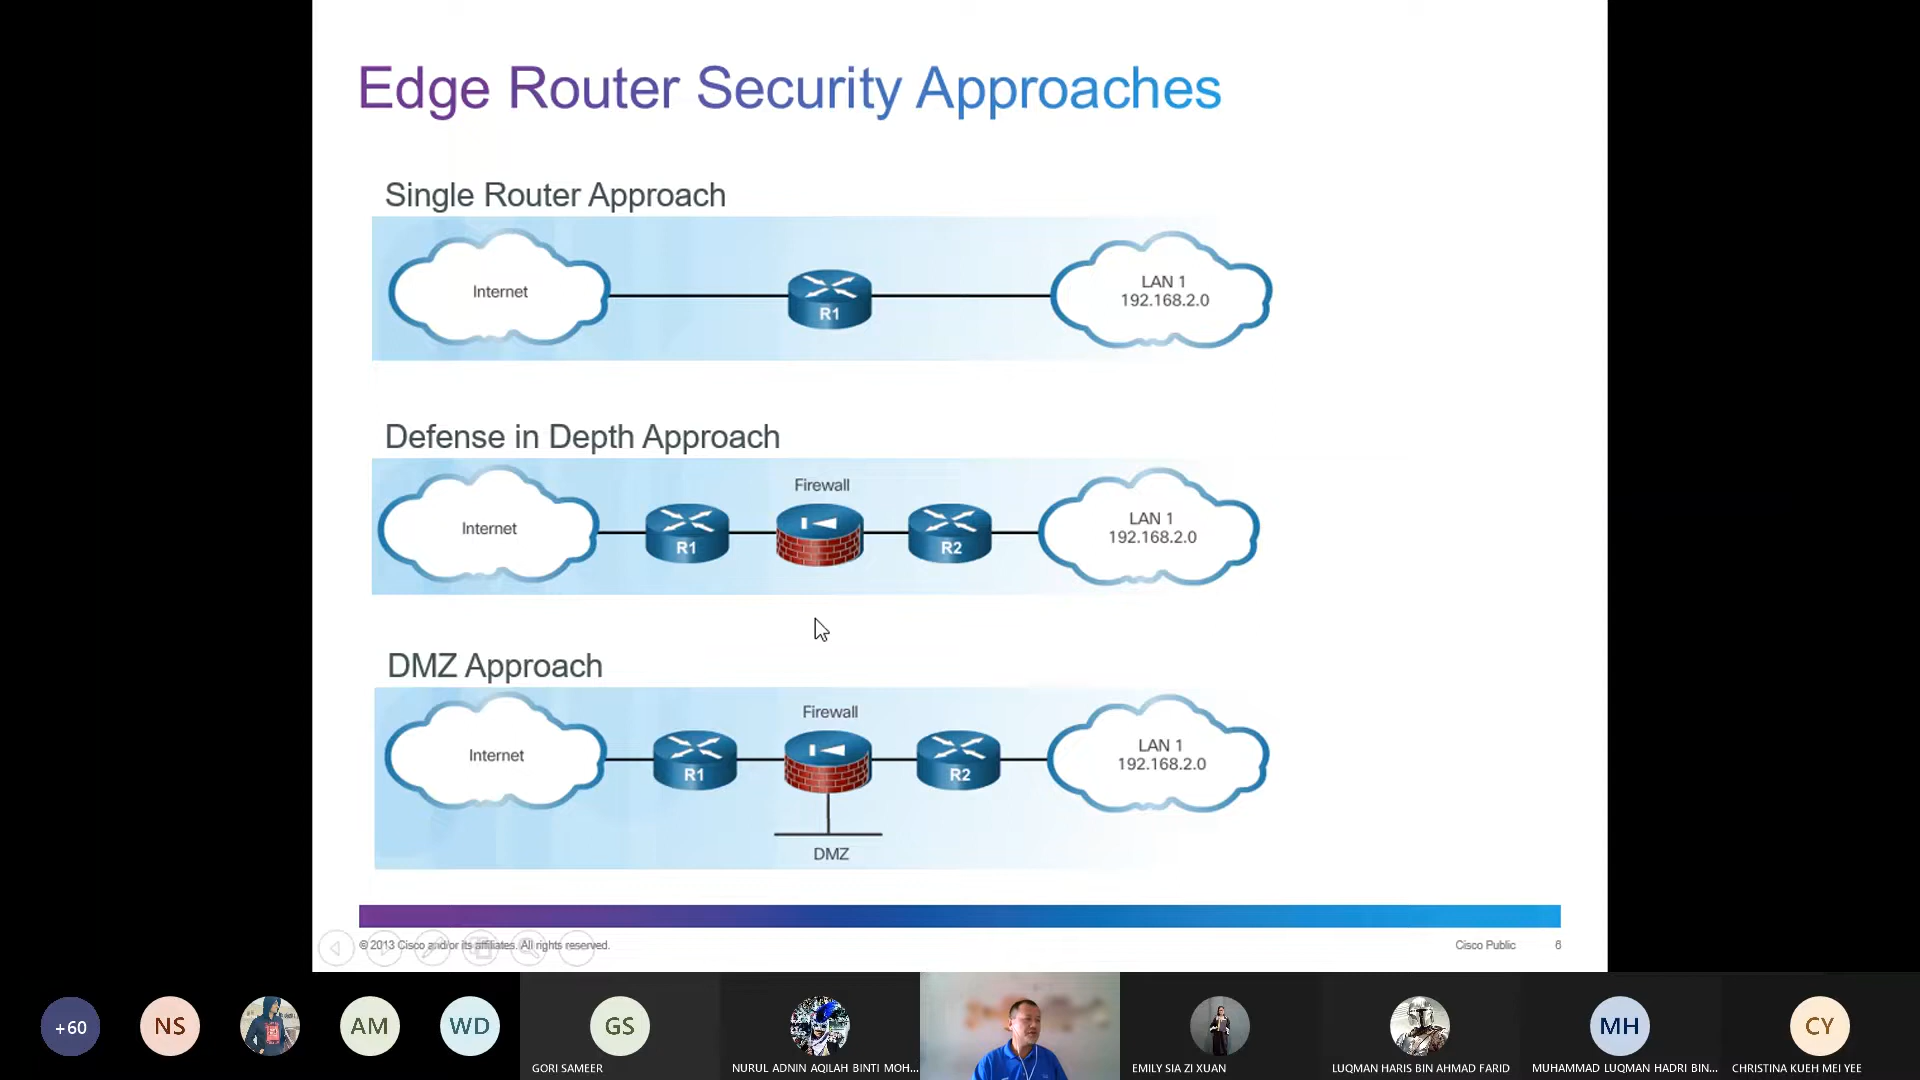 Edge Router Security Approaches
Single Router Approach
Internet
R1
LAN 1
192.168.2.0
Defense in Depth Approach
Firewall
Internet
R1
R2
LAN 1
192.168.2.0
DMZ Approach
Firewall
Internet
R1
R2
LAN 1
192.168.2.0
DMZ
© 2013 Cisco and/or its affiliates. All rights reserved.
Cisco Public
6
+60
NS
AM
WD
GS
MH
CY
GORI SAMEER
NURUL ADNIN AQILAH BINTI MOH...
EMILY SIA ZI XUAN
LUQMAN HARIS BIN AHMAD FARID
MUHAMMAD LUQMAN HADRI BIN...
CHRISTINA KUEH MEI YEE